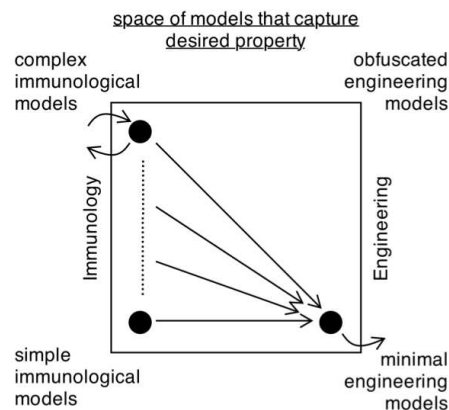 space of models that capture
desired property
complex
immunological
models
obfuscated
engineering
models
Immunology
Engineering
simple
immunological
models
minimal
engineering
models